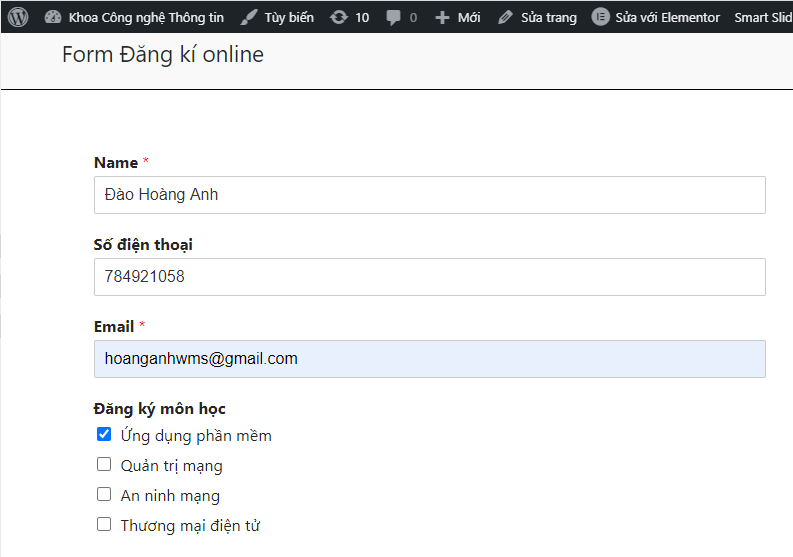 Khoa Công nghệ Thông tin Tùy biến 10 0 Mới Sửa trang Sửa với Elementor Smart Slid
Form Đăng kí online
Name *
Đào Hoàng Anh
Số điện thoại
784921058
Email *
hoanganhwms@gmail.com
Đăng ký môn học
Ứng dụng phần mềm
Quản trị mạng
An ninh mạng
Thương mại điện tử